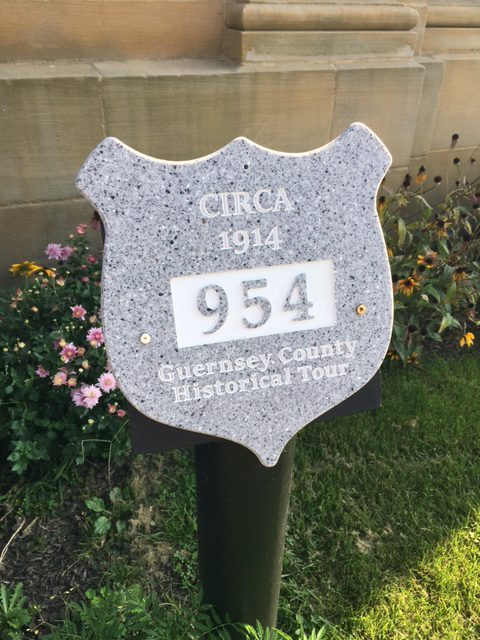 CIRCA
1914
954
Guernsey County
Historical Tour